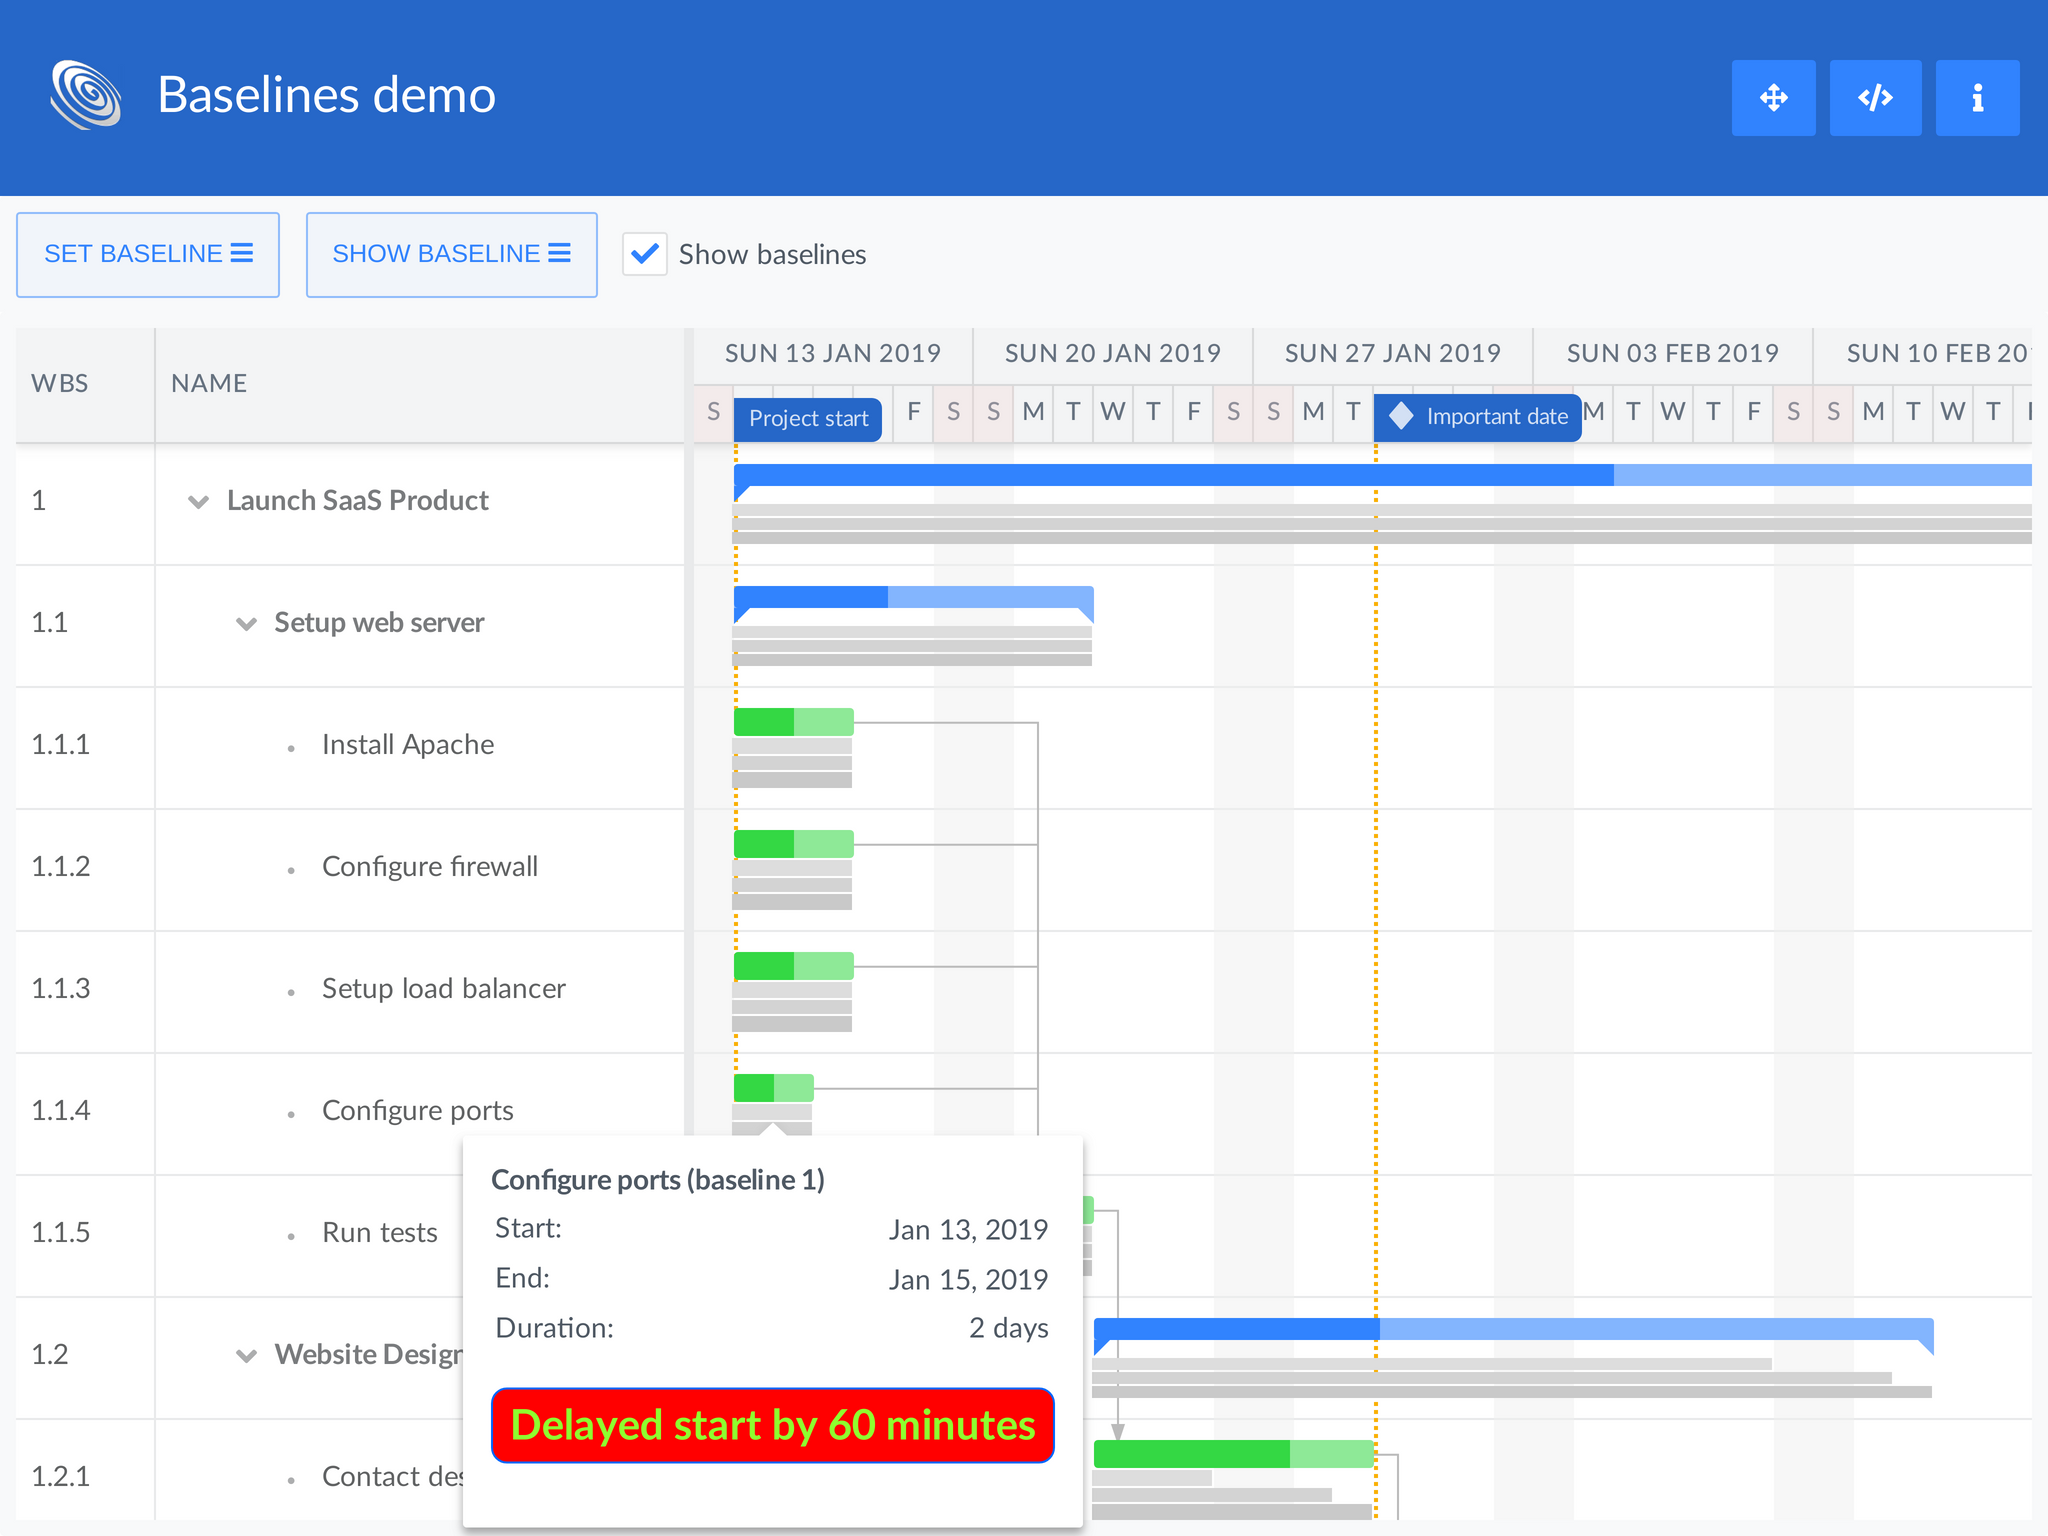 Baselines demo
SET BASELINE
SHOW BASELINE
Show baselines
WBS
NAME
SUN 13 JAN 2019
SUN 20 JAN 2019
SUN 27 JAN 2019
SUN 03 FEB 2019
SUN 10 FEB 20
S
Project start
F S S M T W T F S S M T
Important date
M T W T F S S M T W T
1 Launch SaaS Product
1.1 Setup web server
1.1.1 Install Apache
1.1.2 Configure firewall
1.1.3 Setup load balancer
1.1.4 Configure ports
1.1.5 Run tests
1.2 Website Design
1.2.1 Contact des
Configure ports (baseline 1)
Start: Jan 13, 2019
End: Jan 15, 2019
Duration: 2 days
Delayed start by 60 minutes